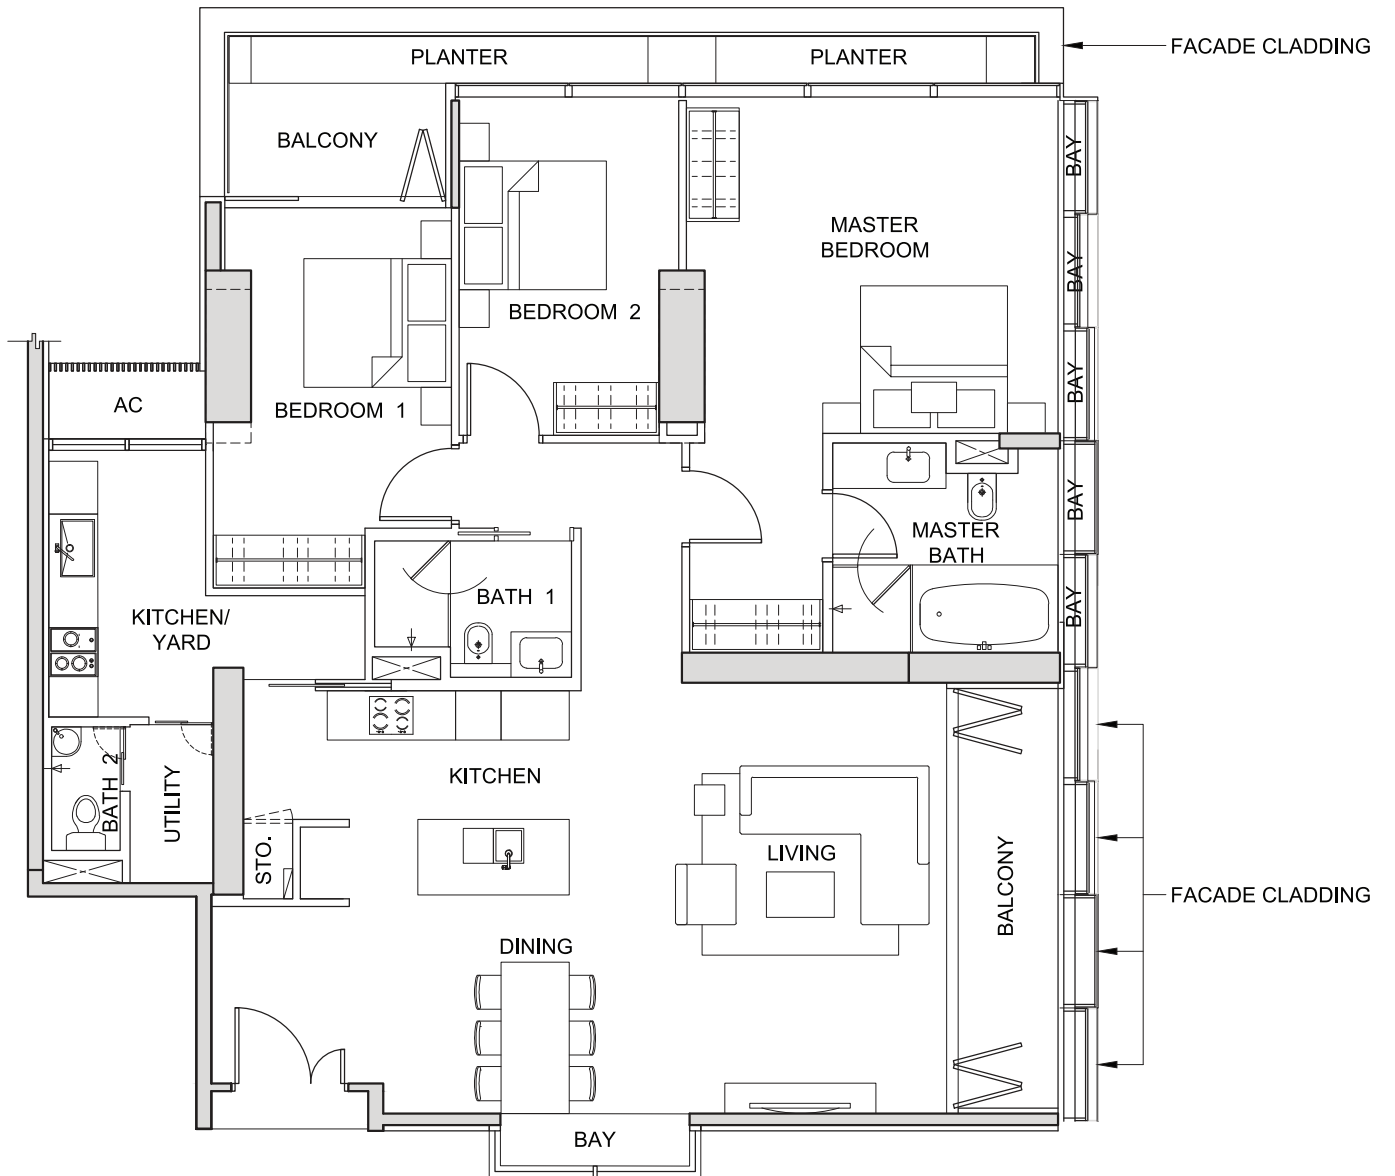 FACADE CLADDING
PLANTER
PLANTER
BALCONY
BAY
MASTER
BEDROOM
BAY
BEDROOM 2
BAY
AC
BEDROOM 1
BAY
MASTER
BATH
BAY
BATH 1
KITCHEN/
YARD
KITCHEN
BATH 2
UTILITY
STO.
LIVING
BALCONY
FACADE CLADDING
DINING
BAY